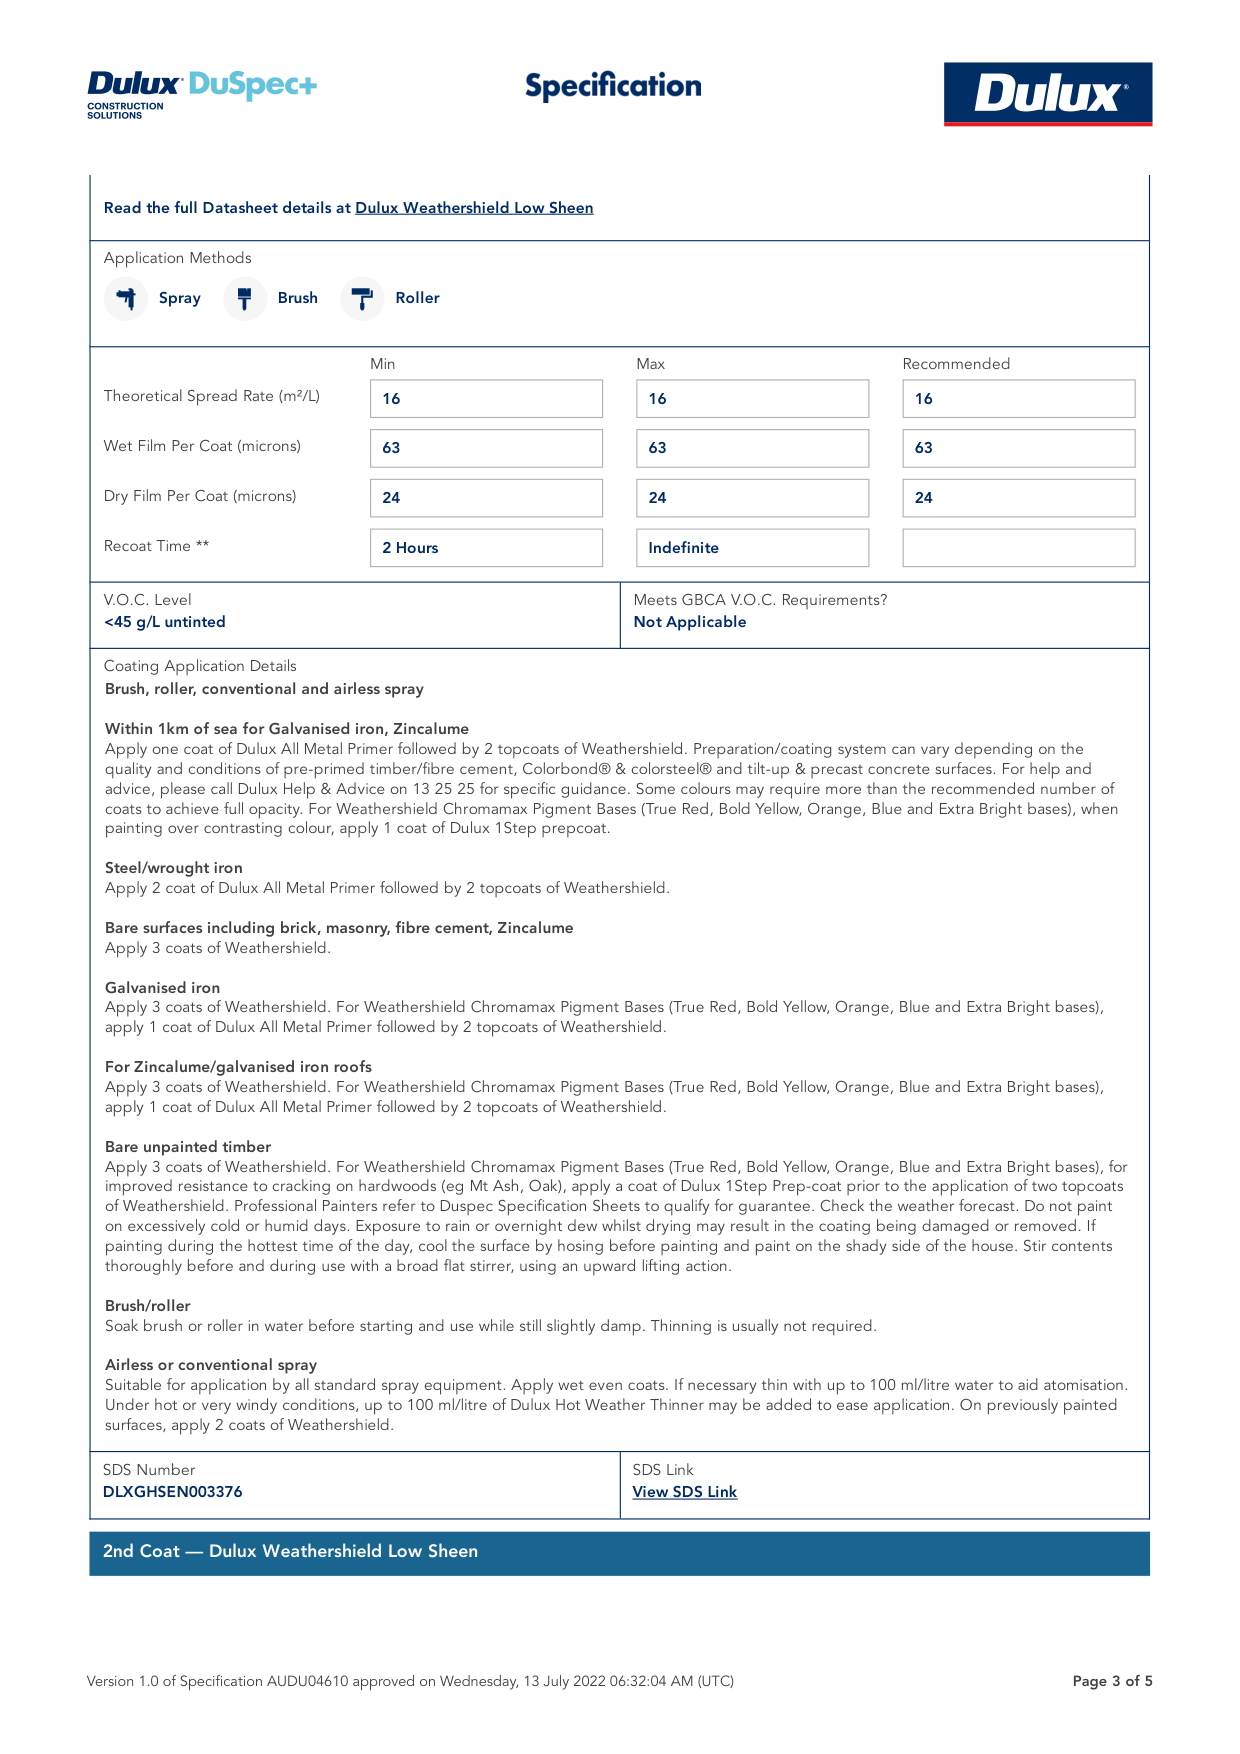 Dulux DuSpec+
CONSTRUCTION
SOLUTIONS
Specification
Dulux®
Read the full Datasheet details at Dulux Weathershield Low Sheen
Application Methods
Spray Brush Roller
Min Max Recommended
Theoretical Spread Rate (m²/L) 16 16 16
Wet Film Per Coat (microns) 63 63 63
Dry Film Per Coat (microns) 24 24 24
Recoat Time ** 2 Hours Indefinite
V.O.C. Level
<45 g/L untinted
Meets GBCA V.O.C. Requirements?
Not Applicable
Coating Application Details
Brush, roller, conventional and airless spray
Within 1km of sea for Galvanised iron, Zincalume
Apply one coat of Dulux All Metal Primer followed by 2 topcoats of Weathershield. Preparation/coating system can vary depending on the
quality and conditions of pre-primed timber/fibre cement, Colorbond® & colorsteel® and tilt-up & precast concrete surfaces. For help and
advice, please call Dulux Help & Advice on 13 25 25 for specific guidance. Some colours may require more than the recommended number of
coats to achieve full opacity. For Weathershield Chromamax Pigment Bases (True Red, Bold Yellow, Orange, Blue and Extra Bright bases), when
painting over contrasting colour, apply 1 coat of Dulux 1Step prepcoat.
Steel/wrought iron
Apply 2 coat of Dulux All Metal Primer followed by 2 topcoats of Weathershield.
Bare surfaces including brick, masonry, fibre cement, Zincalume
Apply 3 coats of Weathershield.
Galvanised iron
Apply 3 coats of Weathershield. For Weathershield Chromamax Pigment Bases (True Red, Bold Yellow, Orange, Blue and Extra Bright bases),
apply 1 coat of Dulux All Metal Primer followed by 2 topcoats of Weathershield.
For Zincalume/galvanised iron roofs
Apply 3 coats of Weathershield. For Weathershield Chromamax Pigment Bases (True Red, Bold Yellow, Orange, Blue and Extra Bright bases),
apply 1 coat of Dulux All Metal Primer followed by 2 topcoats of Weathershield.
Bare unpainted timber
Apply 3 coats of Weathershield. For Weathershield Chromamax Pigment Bases (True Red, Bold Yellow, Orange, Blue and Extra Bright bases), for
improved resistance to cracking on hardwoods (eg Mt Ash, Oak), apply a coat of Dulux 1Step Prep-coat prior to the application of two topcoats
of Weathershield. Professional Painters refer to Duspec Specification Sheets to qualify for guarantee. Check the weather forecast. Do not paint
on excessively cold or humid days. Exposure to rain or overnight dew whilst drying may result in the coating being damaged or removed. If
painting during the hottest time of the day, cool the surface by hosing before painting and paint on the shady side of the house. Stir contents
thoroughly before and during use with a broad flat stirrer, using an upward lifting action.
Brush/roller
Soak brush or roller in water before starting and use while still slightly damp. Thinning is usually not required.
Airless or conventional spray
Suitable for application by all standard spray equipment. Apply wet even coats. If necessary thin with up to 100 ml/litre water to aid atomisation.
Under hot or very windy conditions, up to 100 ml/litre of Dulux Hot Weather Thinner may be added to ease application. On previously painted
surfaces, apply 2 coats of Weathershield.
SDS Number
DLXGHSEN003376
SDS Link
View SDS Link
2nd Coat — Dulux Weathershield Low Sheen
Version 1.0 of Specification AUDU04610 approved on Wednesday, 13 July 2022 06:32:04 AM (UTC)
Page 3 of 5